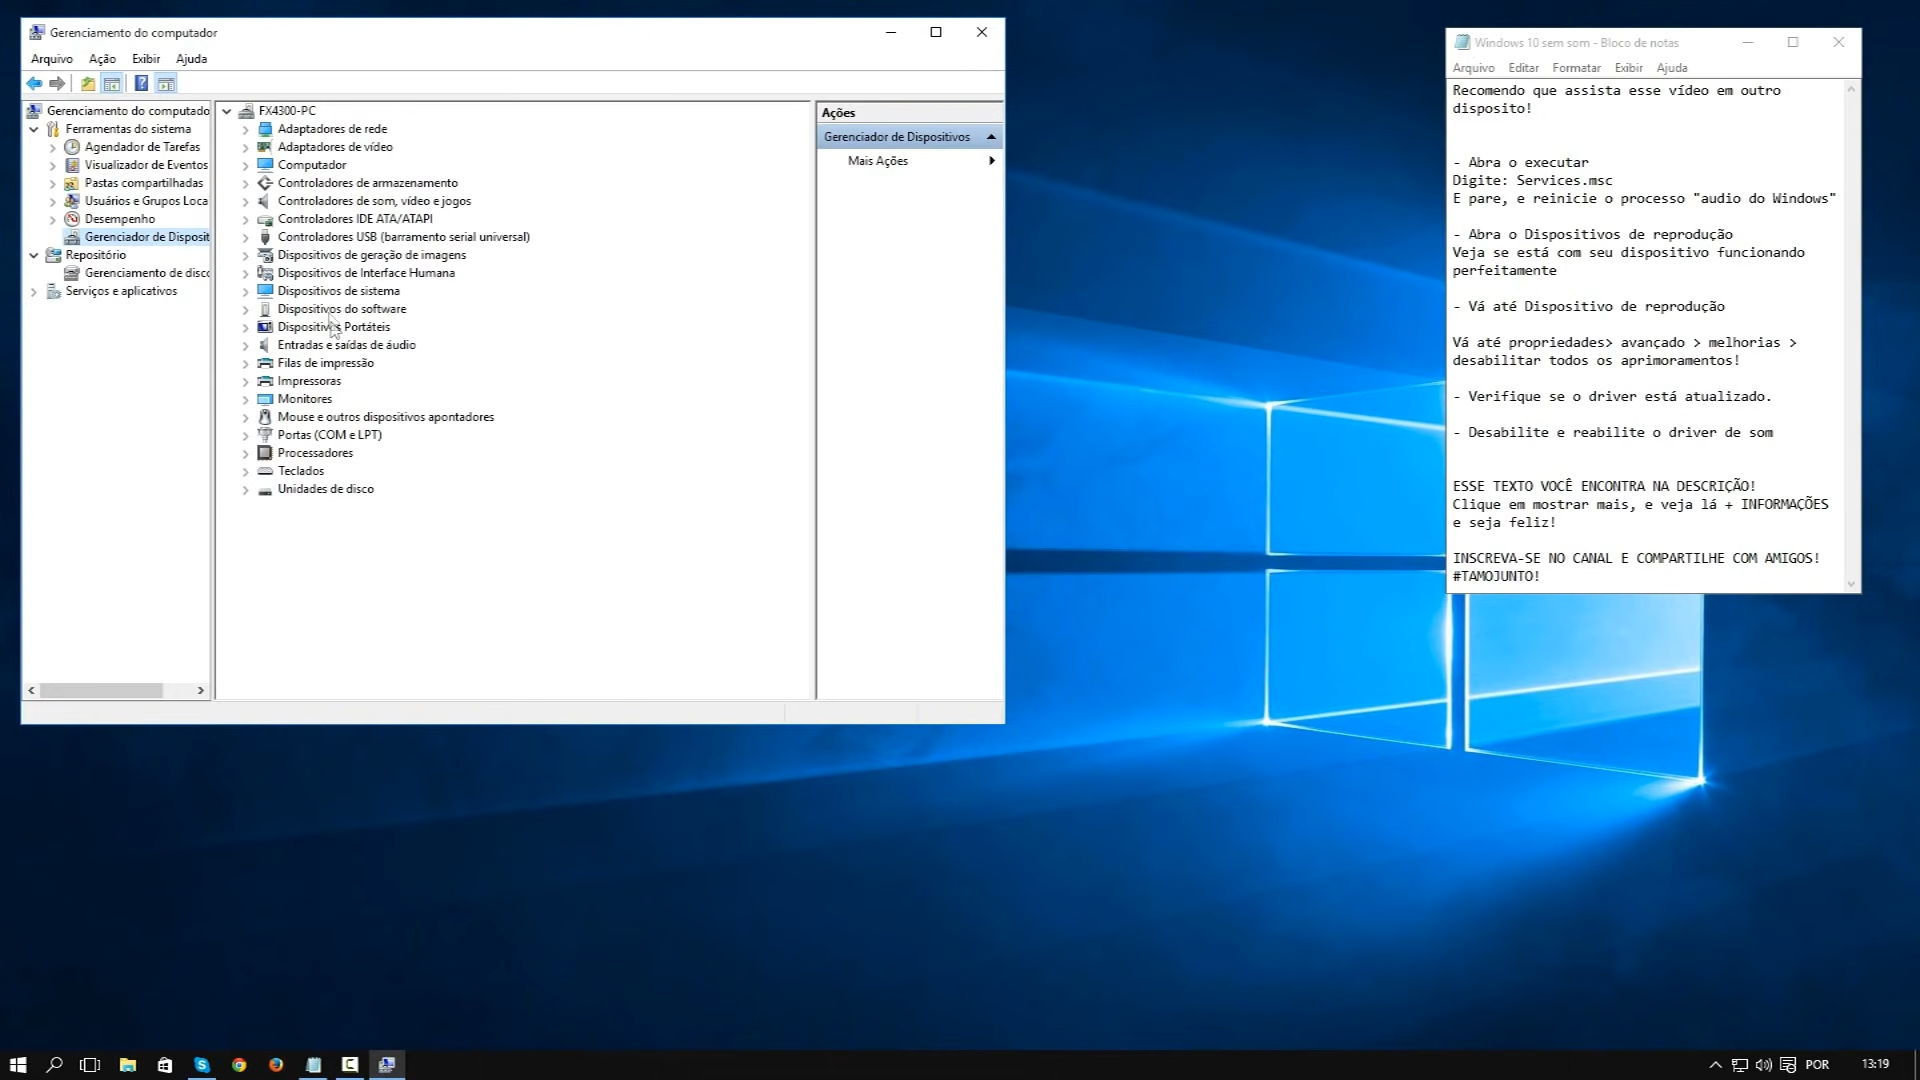 Gerenciamento do computador
Arquivo Ação Exibir Ajuda
Gerenciamento do computado
Ferramentas do sistema
Agendador de Tarefas
Visualizador de Eventos
Pastas compartilhadas
Usuários e Grupos Loca
Desempenho
Gerenciador de Disposit
Repositório
Gerenciamento de disco
Serviços e aplicativos
FX4300-PC
Adaptadores de rede
Adaptadores de vídeo
Computador
Controladores de armazenamento
Controladores de som, vídeo e jogos
Controladores IDE ATA/ATAPI
Controladores USB (barramento serial universal)
Dispositivos de geração de imagens
Dispositivos de Interface Humana
Dispositivos de sistema
Dispositivos do software
Dispositivos Portáteis
Entradas e saídas de áudio
Filas de impressão
Impressoras
Monitores
Mouse e outros dispositivos apontadores
Portas (COM e LPT)
Processadores
Teclados
Unidades de disco
Ações
Gerenciador de Dispositivos
Mais Ações
Windows 10 sem som - Bloco de notas
Arquivo Editar Formatar Exibir Ajuda
Recomendo que assista esse vídeo em outro
disposito!
- Abra o executar
Digite: Services.msc
E pare, e reinicie o processo "audio do Windows"
- Abra o Dispositivos de reprodução
Veja se está com seu dispositivo funcionando
perfeitamente
- Vá até Dispositivo de reprodução
Vá até propriedades> avançado > melhorias >
desabilitar todos os aprimoramentos!
- Verifique se o driver está atualizado.
- Desabilite e reabilite o driver de som
ESSE TEXTO VOCÊ ENCONTRA NA DESCRIÇÃO!
Clique em mostrar mais, e veja lá + INFORMAÇÕES
e seja feliz!
INSCREVA-SE NO CANAL E COMPARTILHE COM AMIGOS!
#TAMOJUNTO!
POR 13:19